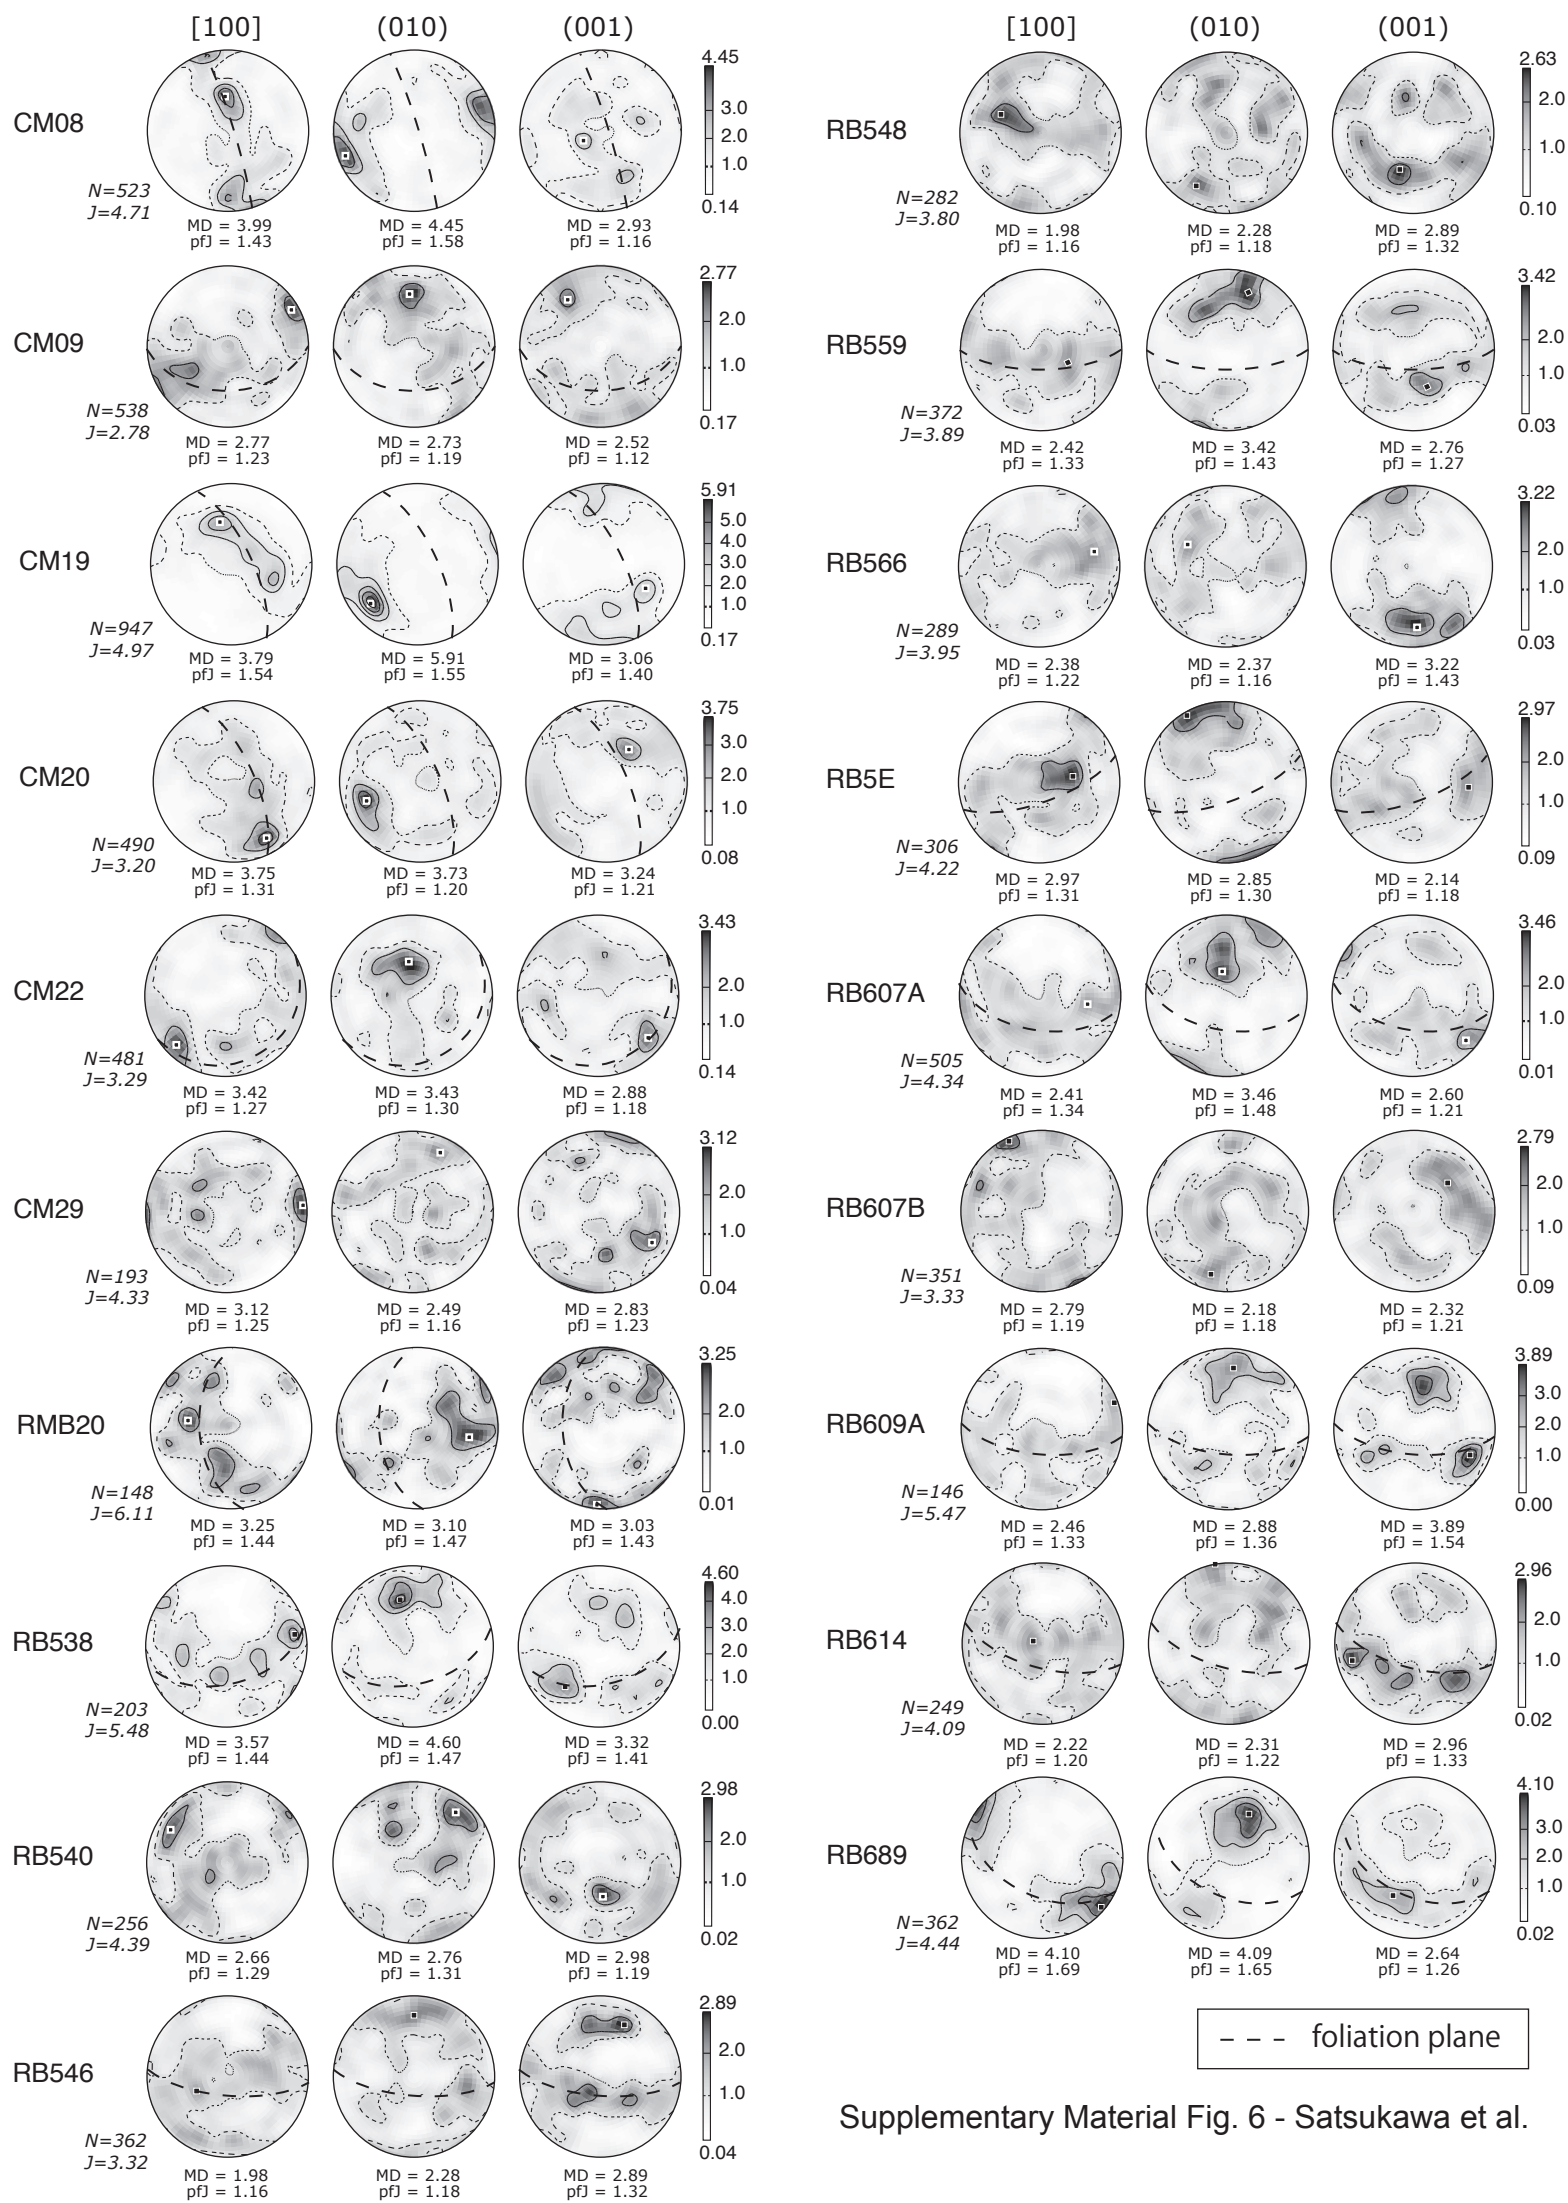 [100] (010) (001)
4.45
3.0
2.0
1.0
0.14
CM08
N=523
J=4.71
MD = 3.99 MD = 4.45 MD = 2.93
pfJ = 1.43 pfJ = 1.58 pfJ = 1.16
2.77
2.0
1.0
0.17
CM09
N=538
J=2.78
MD = 2.77 MD = 2.73 MD = 2.52
pfJ = 1.23 pfJ = 1.19 pfJ = 1.12
5.91
5.0
4.0
3.0
2.0
1.0
0.17
CM19
N=947
J=4.97
MD = 3.79 MD = 5.91 MD = 3.06
pfJ = 1.54 pfJ = 1.55 pfJ = 1.40
3.75
3.0
2.0
1.0
0.08
CM20
N=490
J=3.20
MD = 3.75 MD = 3.73 MD = 3.24
pfJ = 1.31 pfJ = 1.20 pfJ = 1.21
3.43
2.0
1.0
0.14
CM22
N=481
J=3.29
MD = 3.42 MD = 3.43 MD = 2.88
pfJ = 1.27 pfJ = 1.30 pfJ = 1.18
3.12
2.0
1.0
0.04
CM29
N=193
J=4.33
MD = 3.12 MD = 2.49 MD = 2.83
pfJ = 1.25 pfJ = 1.16 pfJ = 1.23
3.25
2.0
1.0
0.01
RMB20
N=148
J=6.11
MD = 3.25 MD = 3.10 MD = 3.03
pfJ = 1.44 pfJ = 1.47 pfJ = 1.43
4.60
4.0
3.0
2.0
1.0
0.00
RB538
N=203
J=5.48
MD = 3.57 MD = 4.60 MD = 3.32
pfJ = 1.44 pfJ = 1.47 pfJ = 1.41
2.98
2.0
1.0
0.02
RB540
N=256
J=4.39
MD = 2.66 MD = 2.76 MD = 2.98
pfJ = 1.29 pfJ = 1.31 pfJ = 1.19
2.89
2.0
1.0
0.04
RB546
N=362
J=3.32
MD = 1.98 MD = 2.28 MD = 2.89
pfJ = 1.16 pfJ = 1.18 pfJ = 1.32
[100] (010) (001)
2.63
2.0
1.0
0.10
RB548
N=282
J=3.80
MD = 1.98 MD = 2.28 MD = 2.89
pfJ = 1.16 pfJ = 1.18 pfJ = 1.32
3.42
2.0
1.0
0.03
RB559
N=372
J=3.89
MD = 2.42 MD = 3.42 MD = 2.76
pfJ = 1.33 pfJ = 1.43 pfJ = 1.27
3.22
2.0
1.0
0.03
RB566
N=289
J=3.95
MD = 2.38 MD = 2.37 MD = 3.22
pfJ = 1.22 pfJ = 1.16 pfJ = 1.43
2.97
2.0
1.0
0.09
RB5E
N=306
J=4.22
MD = 2.97 MD = 2.85 MD = 2.14
pfJ = 1.31 pfJ = 1.30 pfJ = 1.18
3.46
2.0
1.0
0.01
RB607A
N=505
J=4.34
MD = 2.41 MD = 3.46 MD = 2.60
pfJ = 1.34 pfJ = 1.48 pfJ = 1.21
2.79
2.0
1.0
0.09
RB607B
N=351
J=3.33
MD = 2.79 MD = 2.18 MD = 2.32
pfJ = 1.19 pfJ = 1.18 pfJ = 1.21
3.89
3.0
2.0
1.0
0.00
RB609A
N=146
J=5.47
MD = 2.46 MD = 2.88 MD = 3.89
pfJ = 1.33 pfJ = 1.36 pfJ = 1.54
2.96
2.0
1.0
0.02
RB614
N=249
J=4.09
MD = 2.22 MD = 2.31 MD = 2.96
pfJ = 1.20 pfJ = 1.22 pfJ = 1.33
4.10
3.0
2.0
1.0
0.02
RB689
N=362
J=4.44
MD = 4.10 MD = 4.09 MD = 2.64
pfJ = 1.69 pfJ = 1.65 pfJ = 1.26
foliation plane
Supplementary Material Fig. 6 - Satsukawa et al.